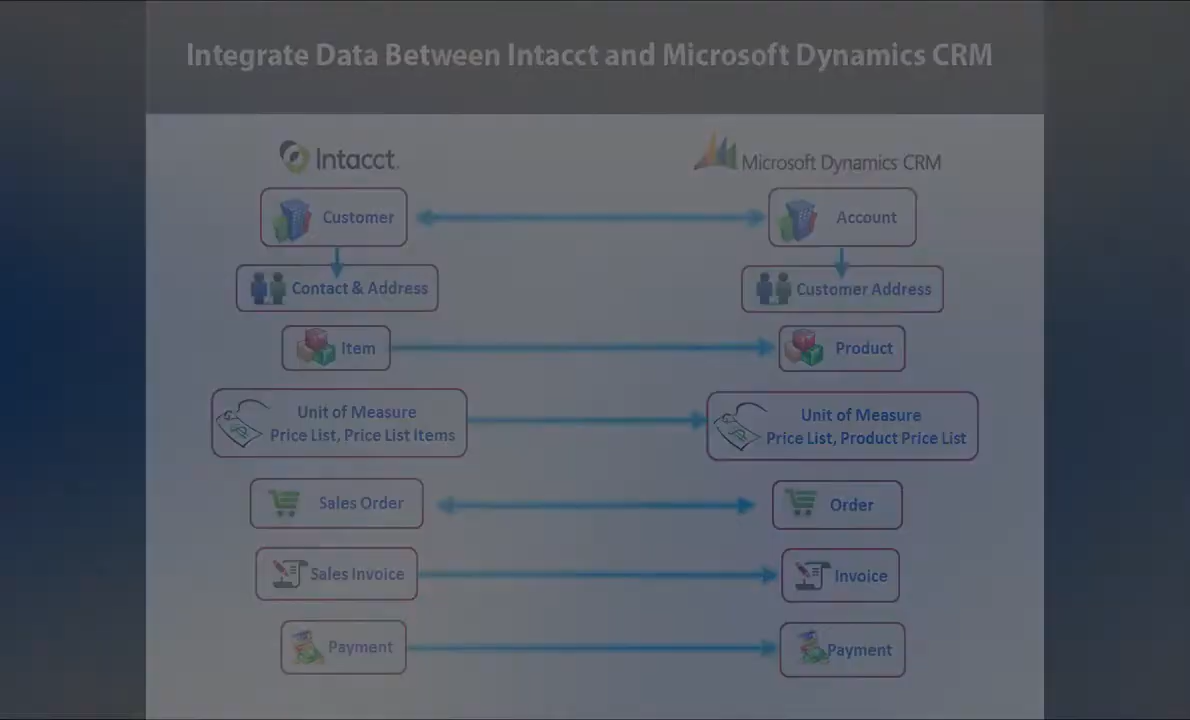 Integrate Data Between Intacct and Microsoft Dynamics CRM
Intacct.
Microsoft Dynamics CRM
Customer
Account
Contact & Address
Customer Address
Item
Product
Unit of Measure
Price List, Price List Items
Unit of Measure
Price List, Product Price List
Sales Order
Order
Sales Invoice
Invoice
Payment
Payment